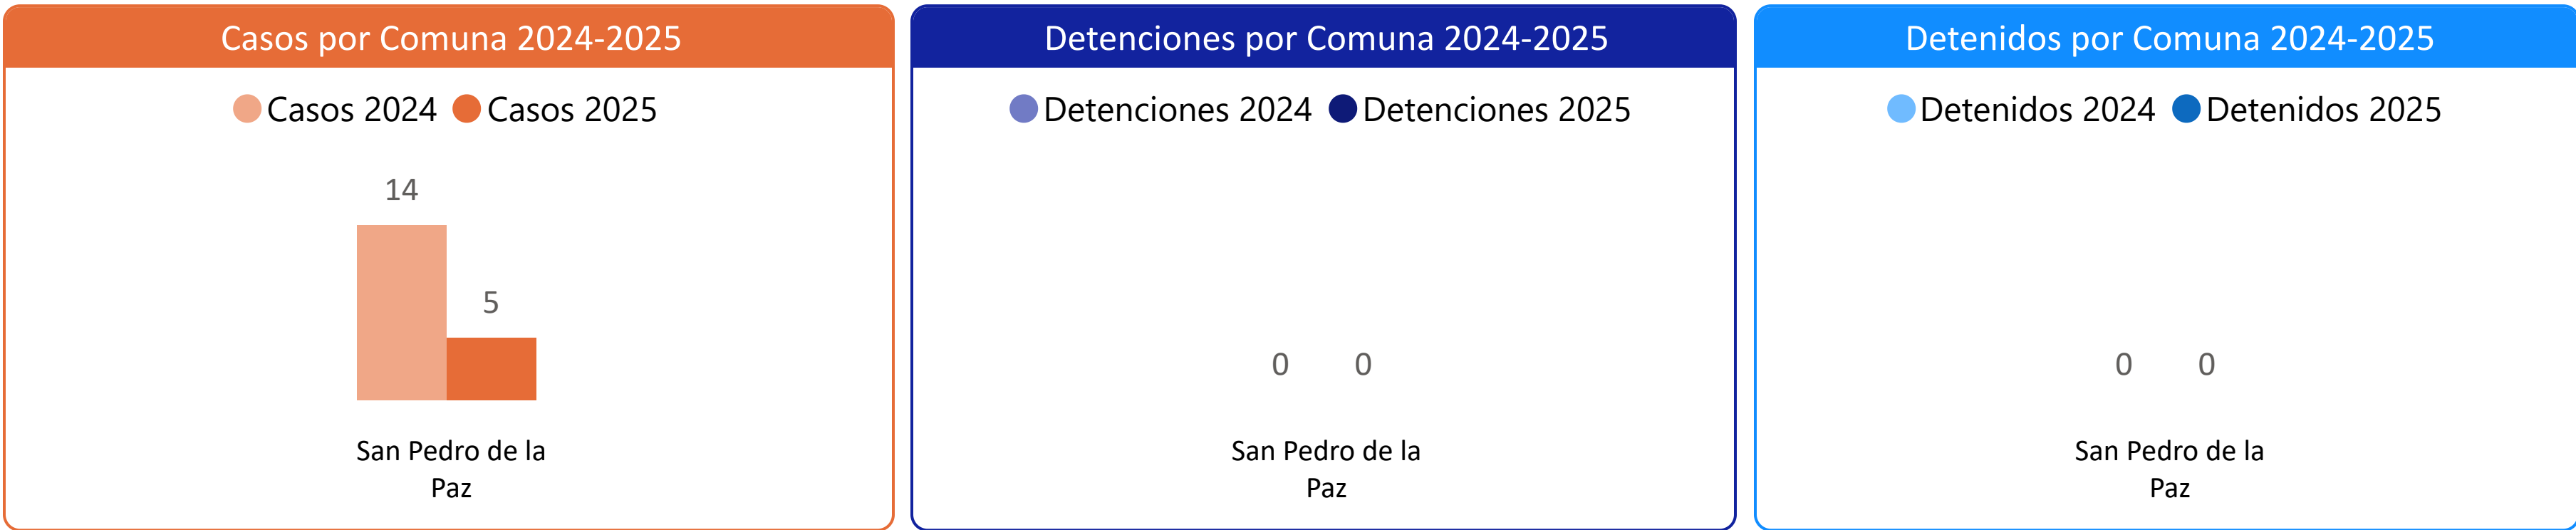 Casos por Comuna 2024-2025
Casos 2024 Casos 2025
14
5
San Pedro de la
Paz
Detenciones por Comuna 2024-2025
Detenciones 2024 Detenciones 2025
0 0
San Pedro de la
Paz
Detenidos por Comuna 2024-2025
Detenidos 2024 Detenidos 2025
0 0
San Pedro de la
Paz